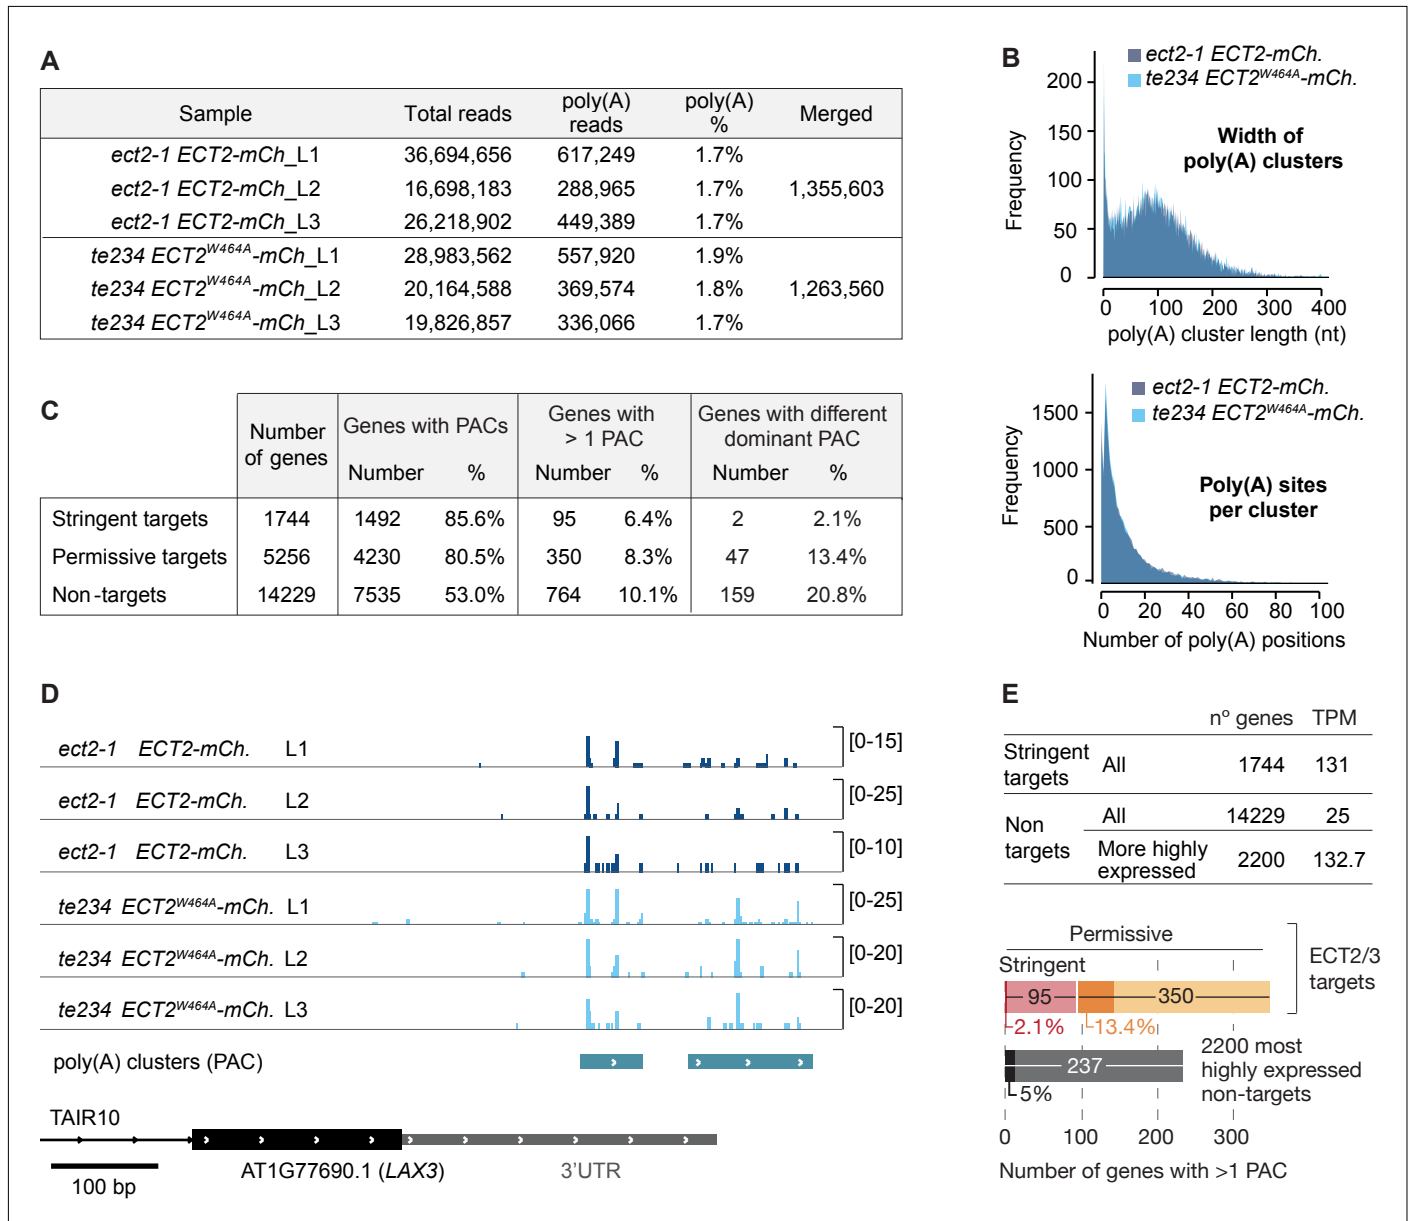 A
Sample Total reads poly(A) reads poly(A) % Merged
ect2-1 ECT2-mCh_L1 36,694,656 617,249 1.7%
ect2-1 ECT2-mCh_L2 16,698,183 288,965 1.7% 1,355,603
ect2-1 ECT2-mCh_L3 26,218,902 449,389 1.7%
te234 ECT2W464A-mCh_L1 28,983,562 557,920 1.9%
te234 ECT2W464A-mCh_L2 20,164,588 369,574 1.8% 1,263,560
te234 ECT2W464A-mCh_L3 19,826,857 336,066 1.7%
B
ect2-1 ECT2-mCh.
te234 ECT2W464A-mCh.
Width of
poly(A) clusters
Frequency
200
150
100
50
0
0 100 200 300 400
poly(A) cluster length (nt)
ect2-1 ECT2-mCh.
te234 ECT2W464A-mCh.
Poly(A) sites
per cluster
Frequency
1500
1000
500
0
0 20 40 60 80 100
Number of poly(A) positions
C
Number of genes Genes with PACs Genes with > 1 PAC Genes with different dominant PAC
Number % Number % Number %
Stringent targets 1744 1492 85.6% 95 6.4% 2 2.1%
Permissive targets 5256 4230 80.5% 350 8.3% 47 13.4%
Non-targets 14229 7535 53.0% 764 10.1% 159 20.8%
D
ect2-1 ECT2-mCh. L1 [0-15]
ect2-1 ECT2-mCh. L2 [0-25]
ect2-1 ECT2-mCh. L3 [0-10]
te234 ECT2W464A-mCh. L1 [0-25]
te234 ECT2W464A-mCh. L2 [0-20]
te234 ECT2W464A-mCh. L3 [0-20]
poly(A) clusters (PAC)
TAIR10
AT1G77690.1 (LAX3) 3'UTR
100 bp
E
nº genes TPM
Stringent targets All 1744 131
Non targets All 14229 25
More highly expressed 2200 132.7
Permissive
Stringent
ECT2/3
targets
95 350
2.1% 13.4%
237
5%
2200 most
highly expressed
non-targets
0 100 200 300
Number of genes with >1 PAC